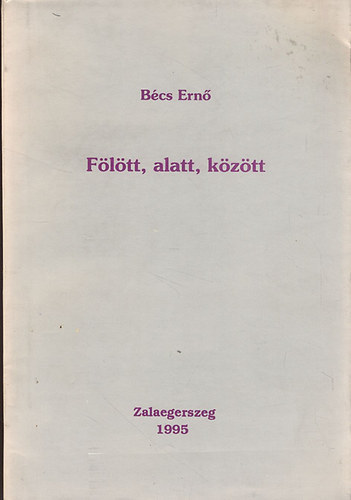 Bécs Ernő
Fölött, alatt, között
Zalaegerszeg
1995